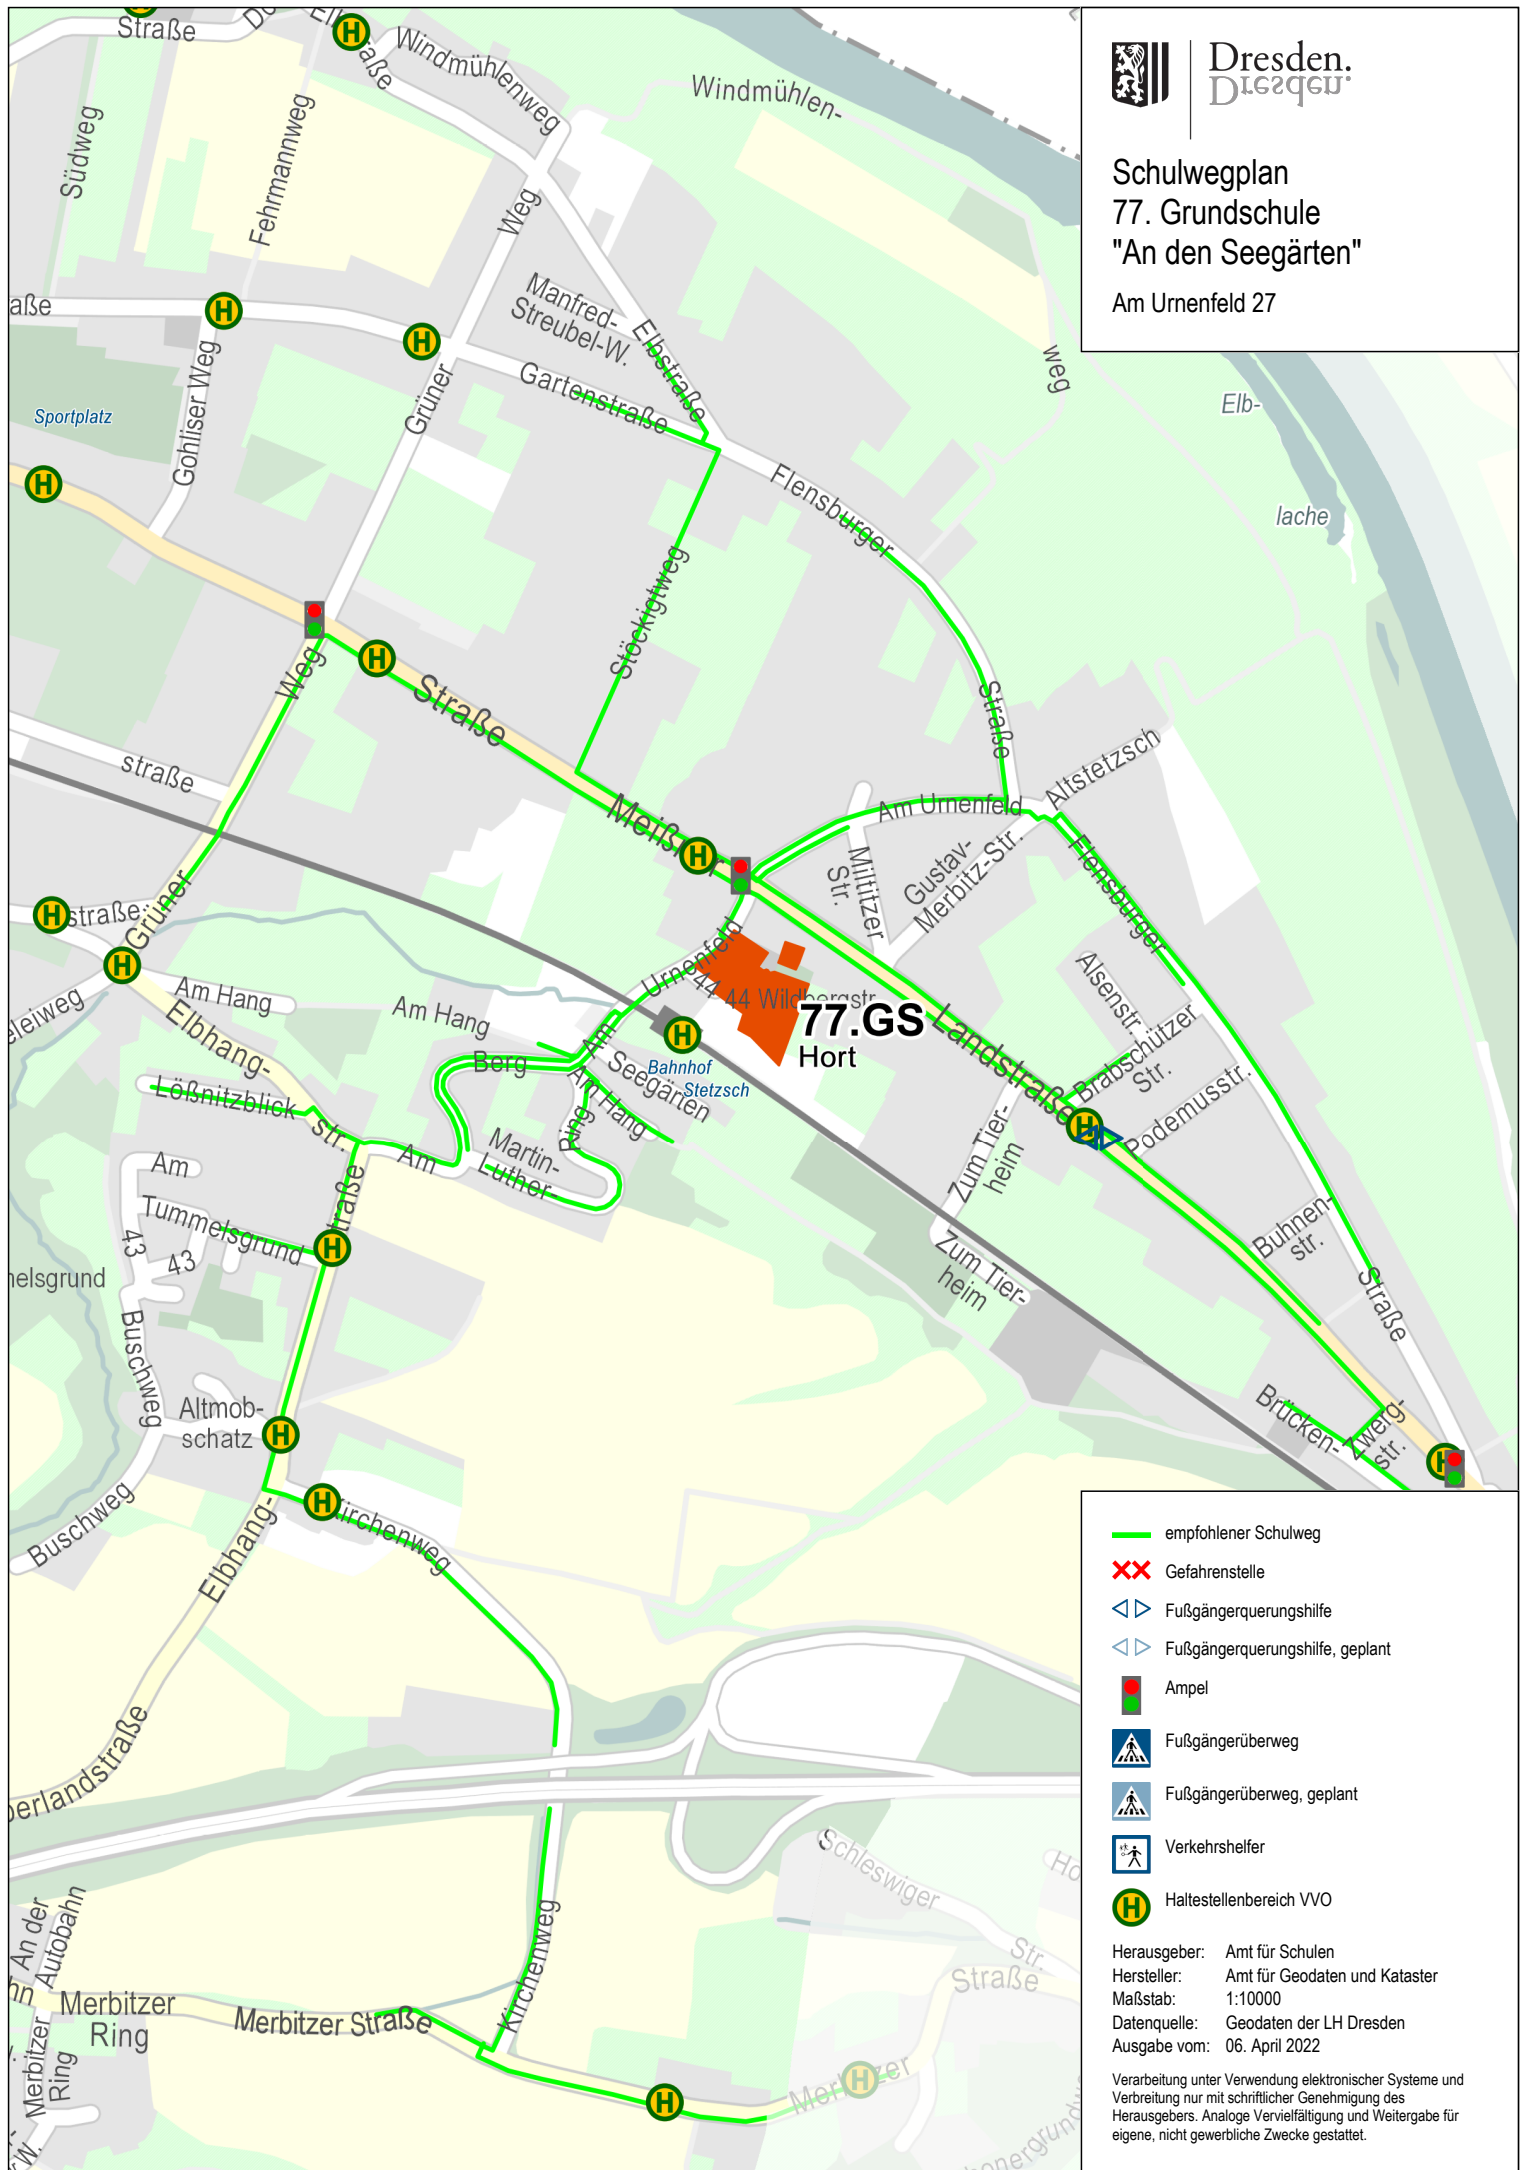 Dresden.
Schulwegplan
77. Grundschule
"An den Seegärten"
Am Urnenfeld 27
Straße
Windmühlenweg
Windmühlen-
weg
Südweg
Fehrmannweg
Weg
Manfred-
Streubel-W.
Elbstraße
Gartenstraße
Gohliser Weg
Grüner
Sportplatz
Elb-
lache
Flensburger
Straße
Stöckigtweg
Weg
Straße
Meißner
straße
Am Urnenfeld
Altstetzsch
Miltitzer
Str.
Gustav-
Merbitz-Str.
Flensburger
Grüner
straße
Am Hang
Am Hang
Elbhang-
str.
Urnenfeld
Am
44 44 Wildbergstr.
77.GS
Hort
Landstraße
Alsenstr.
Brabschützer
Str.
Podemusstr.
Bahnhof
Stetzsch
Seegärten
Am Hang
Berg
Ring
Martin-
Luther-
Lößnitzblick
Am
Am
Tummelsgrund
43
43
Buschweg
Zum Tier-
heim
Zum Tier-
heim
Buhnen-
str.
Straße
Brücken-
Zwerg-
str.
Altmob-
schatz
Buschweg
Kirchenweg
Elbhang-
An der
Autobahn
Merbitzer
Ring
Merbitzer
Ring
Merbitzer Straße
Kirchenweg
Schleswiger
Str.
Straße
Merbitzer
empfohlener Schulweg
Gefahrenstelle
Fußgängerquerungshilfe
Fußgängerquerungshilfe, geplant
Ampel
Fußgängerüberweg
Fußgängerüberweg, geplant
Verkehrshelfer
H Haltestellenbereich VVO
Herausgeber: Amt für Schulen
Hersteller: Amt für Geodaten und Kataster
Maßstab: 1:10000
Datenquelle: Geodaten der LH Dresden
Ausgabe vom: 06. April 2022
Verarbeitung unter Verwendung elektronischer Systeme und
Verbreitung nur mit schriftlicher Genehmigung des
Herausgebers. Analoge Vervielfältigung und Weitergabe für
eigene, nicht gewerbliche Zwecke gestattet.